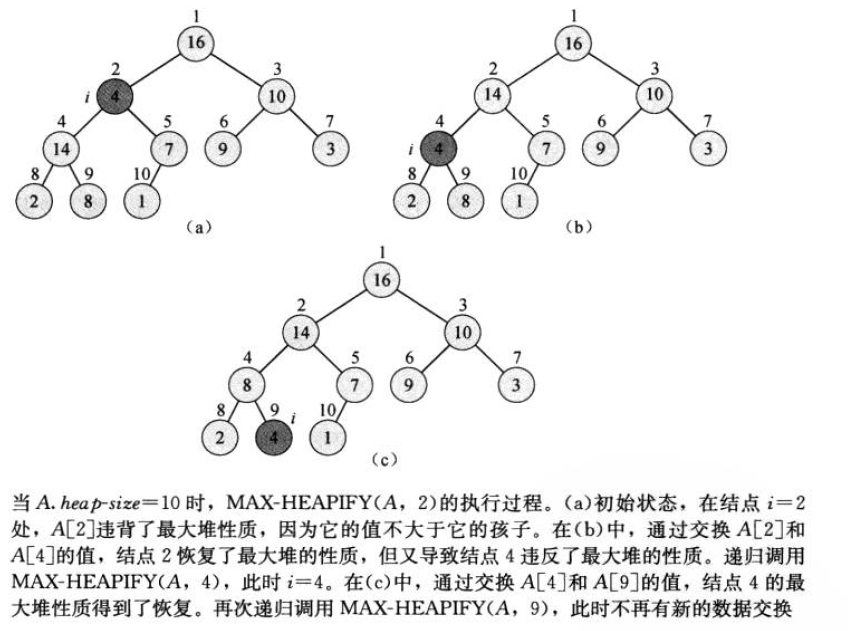 1 1
16 16
2 3 2 3
i 4 10 14 10
4 5 6 7 4 5 6 7
14 7 9 3 i 4 7 9 3
8 9 10 8 9 10
2 8 1 2 8 1
(a) (b)
1
16
2 3
14 10
4 5 6 7
8 7 9 3
8 9 i 10
2 4 1
(c)
当 A.heap-size=10 时，MAX-HEAPIFY(A，2)的执行过程。(a)初始状态，在结点 i=2
处，A[2]违背了最大堆性质，因为它的值不大于它的孩子。在(b)中，通过交换 A[2]和
A[4]的值，结点 2 恢复了最大堆的性质，但又导致结点 4 违反了最大堆的性质。递归调用
MAX-HEAPIFY(A，4)，此时 i=4。在(c)中，通过交换 A[4]和 A[9]的值，结点 4 的最
大堆性质得到了恢复。再次递归调用 MAX-HEAPIFY(A，9)，此时不再有新的数据交换